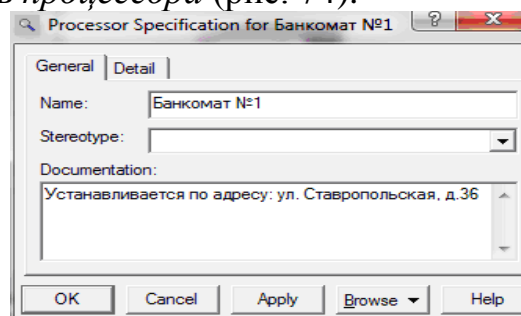 процессора (рис. 74).
Processor Specification for Банкомат №1
General Detail
Name: Банкомат №1
Stereotype:
Documentation:
Устанавливается по адресу: ул. Ставропольская, д.36
OK Cancel Apply Browse Help